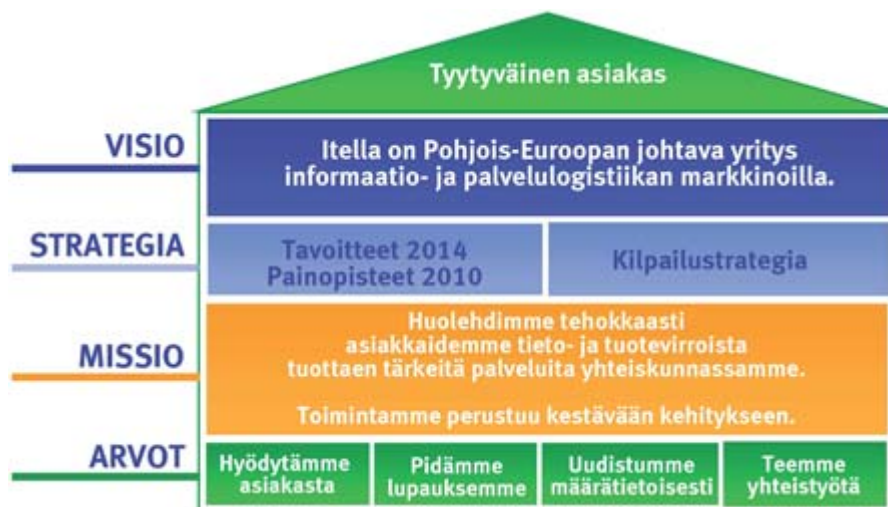 Tyytyväinen asiakas
VISIO
Itella on Pohjois-Euroopan johtava yritys
informaatio- ja palvelulogistiikan markkinoilla.
STRATEGIA
Tavoitteet 2014
Painopisteet 2010
Kilpailustrategia
MISSIO
Huolehdimme tehokkaasti
asiakkaidemme tieto- ja tuotevirroista
tuottaen tärkeitä palveluita yhteiskunnassamme.
Toimintamme perustuu kestävään kehitykseen.
ARVOT
Hyödytämme
asiakasta
Pidämme
lupauksemme
Uudistumme
määrätietoisesti
Teemme
yhteistyötä